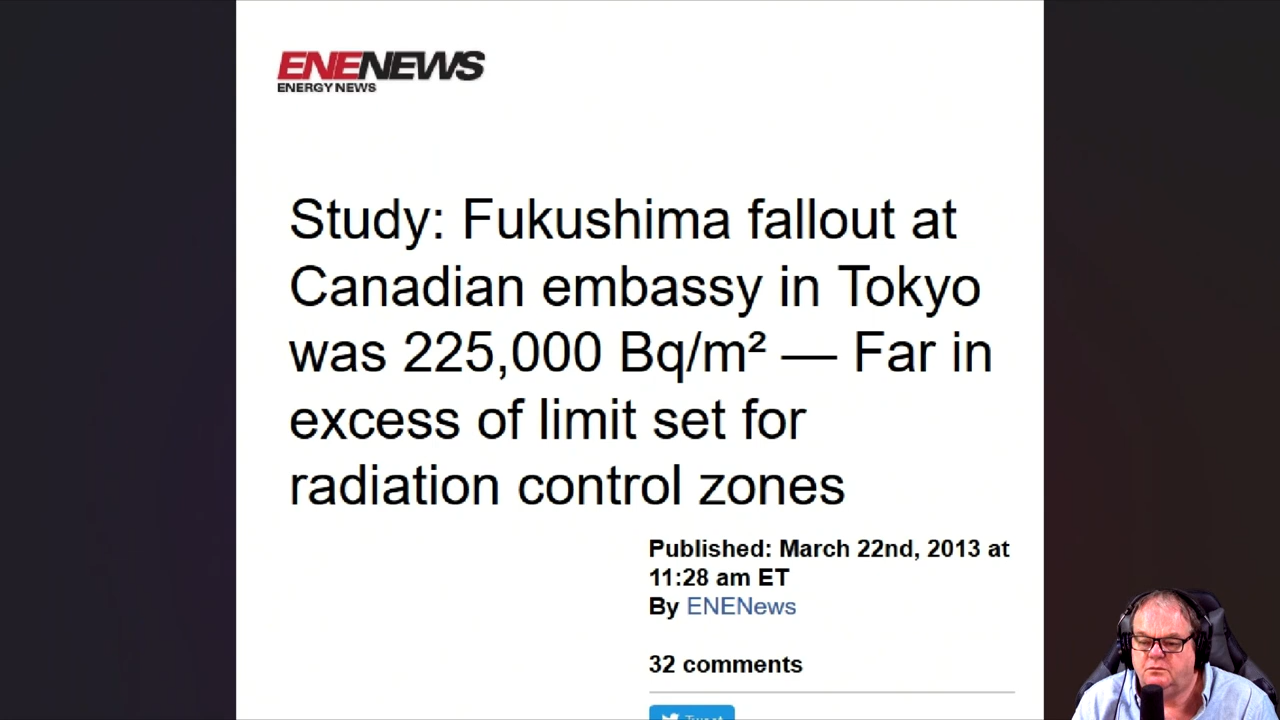 ENENEWS
ENERGY NEWS
Study: Fukushima fallout at
Canadian embassy in Tokyo
was 225,000 Bq/m² — Far in
excess of limit set for
radiation control zones
Published: March 22nd, 2013 at
11:28 am ET
By ENENews
32 comments
Tweet